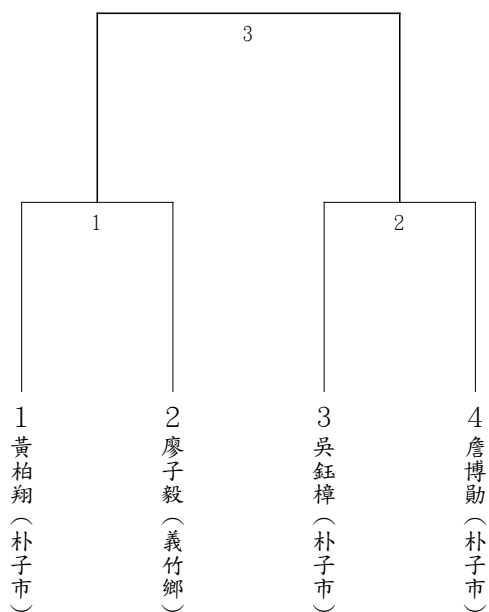 3
1
2
1 黃柏翔（朴子市）
2 廖子毅（義竹鄉）
3 吳鈺樟（朴子市）
4 詹博勛（朴子市）